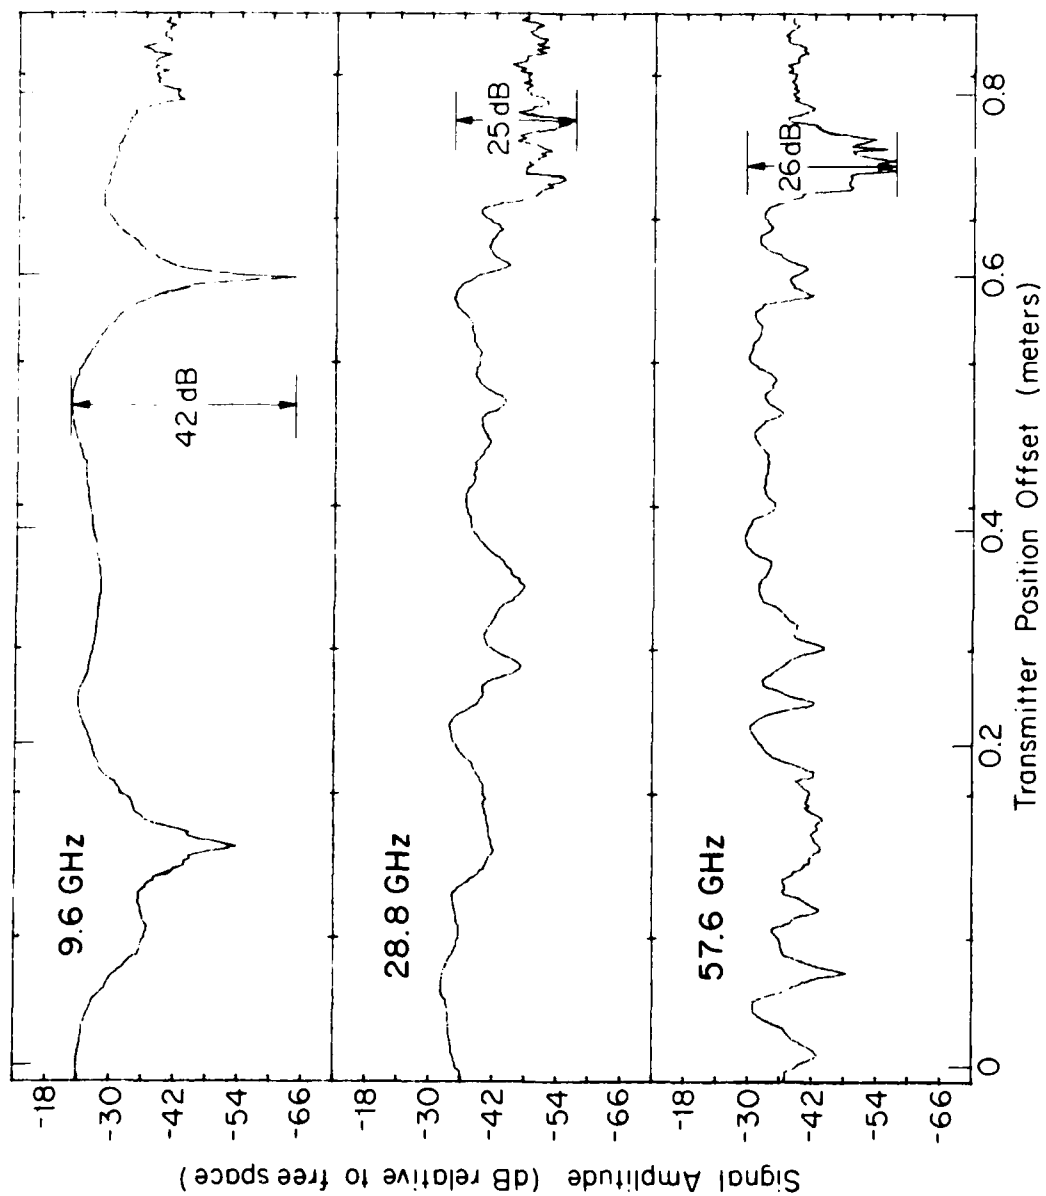 9.6 GHz
42 dB
-18
-30
-42
-54
-66
28.8 GHz
25 dB
-18
-30
-42
-54
-66
57.6 GHz
26dB
-18
-30
-42
-54
-66
0
0.2
0.4
0.6
0.8
Transmitter Position Offset (meters)
Signal Amplitude (dB relative to free space)